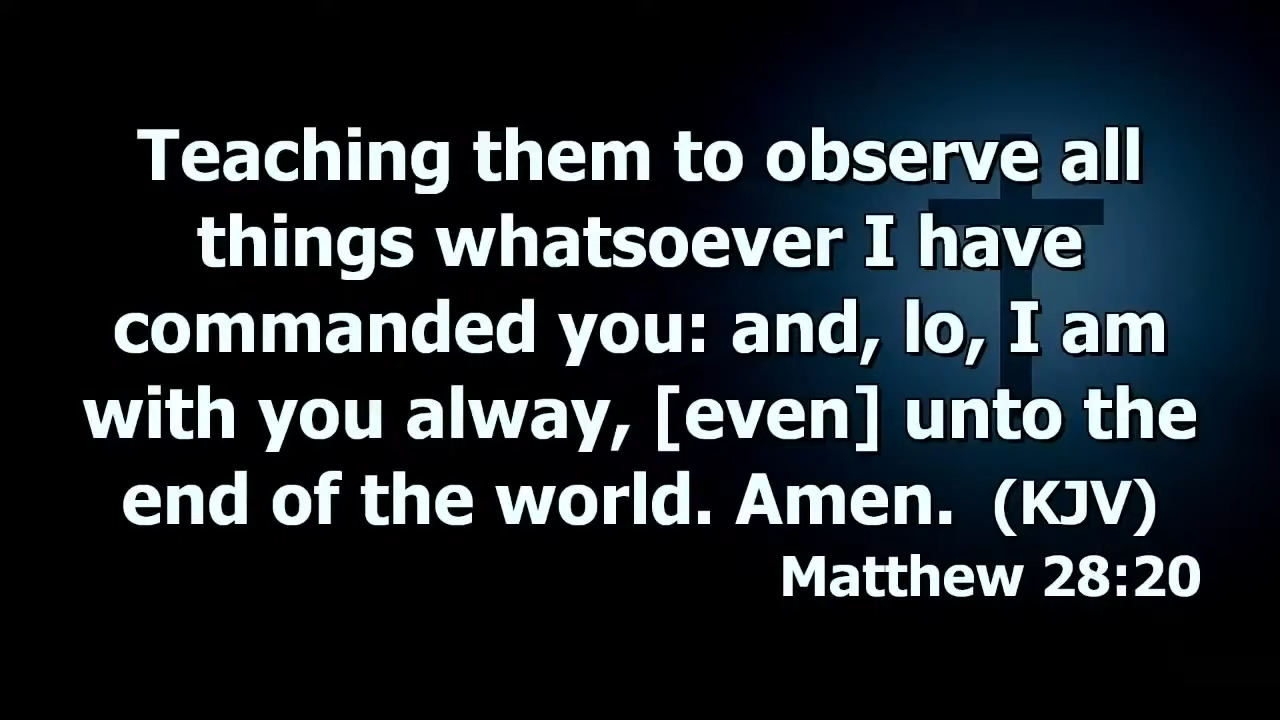 Teaching them to observe all
things whatsoever I have
commanded you: and, lo, I am
with you alway, [even] unto the
end of the world. Amen. (KJV)
Matthew 28:20